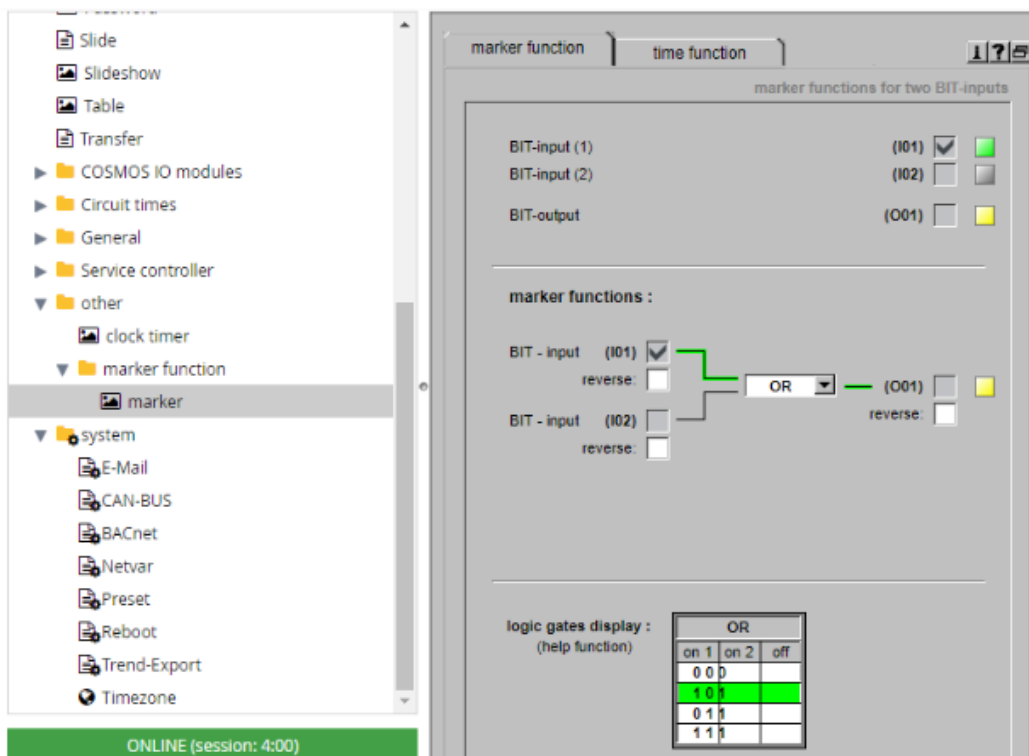 Slide
Slideshow
Table
Transfer
COSMOS IO modules
Circuit times
General
Service controller
other
clock timer
marker function
marker
system
E-Mail
CAN-BUS
BACnet
Netvar
Preset
Reboot
Trend-Export
Timezone
ONLINE (session: 4:00)
marker function
time function
marker functions for two BIT-inputs
BIT-input (1) (I01)
BIT-input (2) (I02)
BIT-output (O01)
marker functions :
BIT - input (I01)
reverse:
OR
(O01)
reverse:
BIT - input (I02)
reverse:
logic gates display :
(help function)
OR
on 1 on 2 off
0 0 0
1 0 1
0 1 1
1 1 1